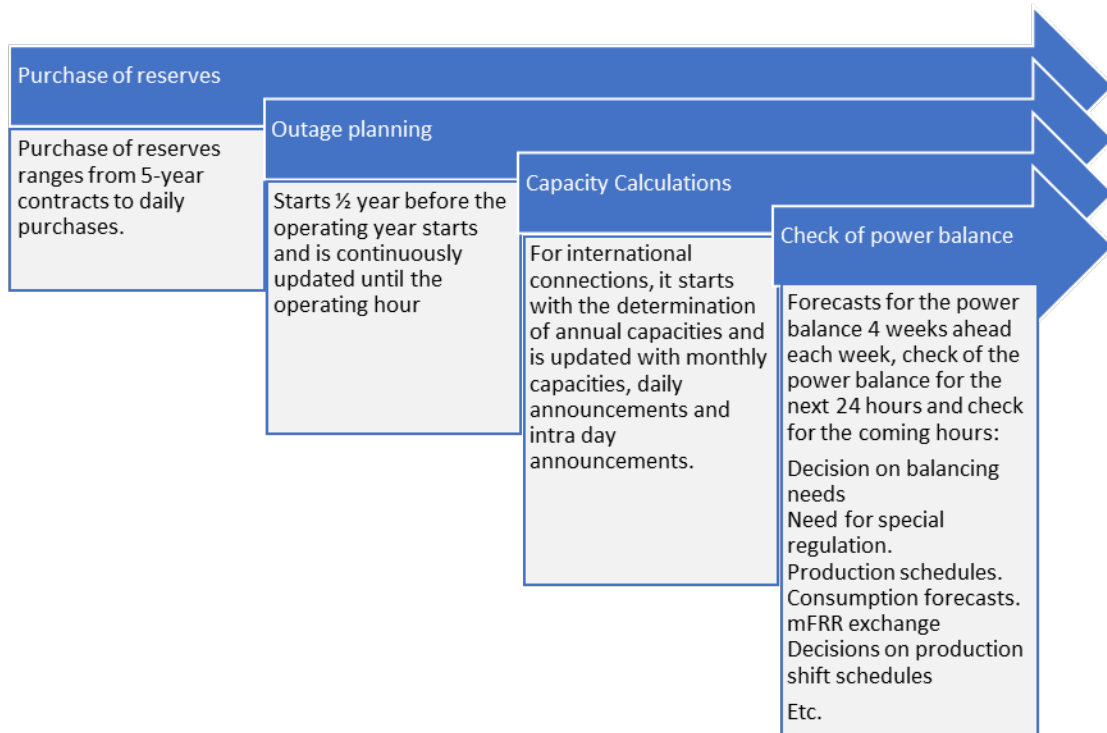 Purchase of reserves
Purchase of reserves
ranges from 5-year
contracts to daily
purchases.
Outage planning
Starts ½ year before the
operating year starts
and is continuously
updated until the
operating hour
Capacity Calculations
For international
connections, it starts
with the determination
of annual capacities and
is updated with monthly
capacities, daily
announcements and
intra day
announcements.
Check of power balance
Forecasts for the power
balance 4 weeks ahead
each week, check of the
power balance for the
next 24 hours and check
for the coming hours:
Decision on balancing
needs
Need for special
regulation.
Production schedules.
Consumption forecasts.
mFRR exchange
Decisions on production
shift schedules
Etc.